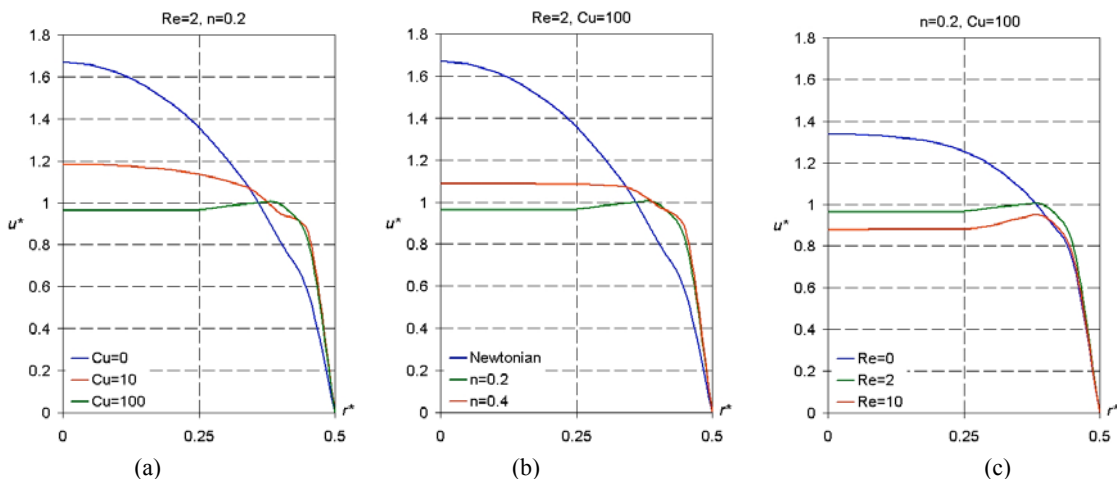 Re=2, n=0.2
1.8
1.6
1.4
1.2
1
u*
0.8
0.6
0.4
0.2
0
Cu=0
Cu=10
Cu=100
r*
0
0.25
0.5
(a)
Re=2, Cu=100
1.8
1.6
1.4
1.2
1
u*
0.8
0.6
0.4
0.2
0
Newtonian
n=0.2
n=0.4
r*
0
0.25
0.5
(b)
n=0.2, Cu=100
1.8
1.6
1.4
1.2
1
u*
0.8
0.6
0.4
0.2
0
Re=0
Re=2
Re=10
r*
0
0.25
0.5
(c)